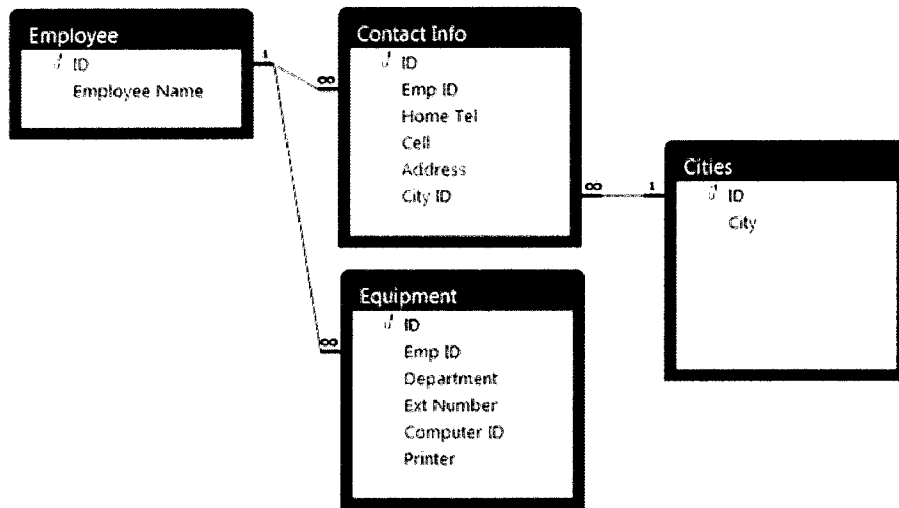 Employee
ID
Employee Name
1
∞
∞
Contact Info
ID
Emp ID
Home Tel
Cell
Address
City ID
∞
1
Cities
ID
City
Equipment
ID
Emp ID
Department
Ext Number
Computer ID
Printer